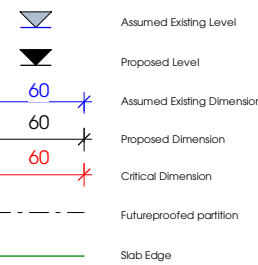 Assumed Existing Level
Proposed Level
60 Assumed Existing Dimension
60 Proposed Dimension
60 Critical Dimension
Futureproofed partition
Slab Edge